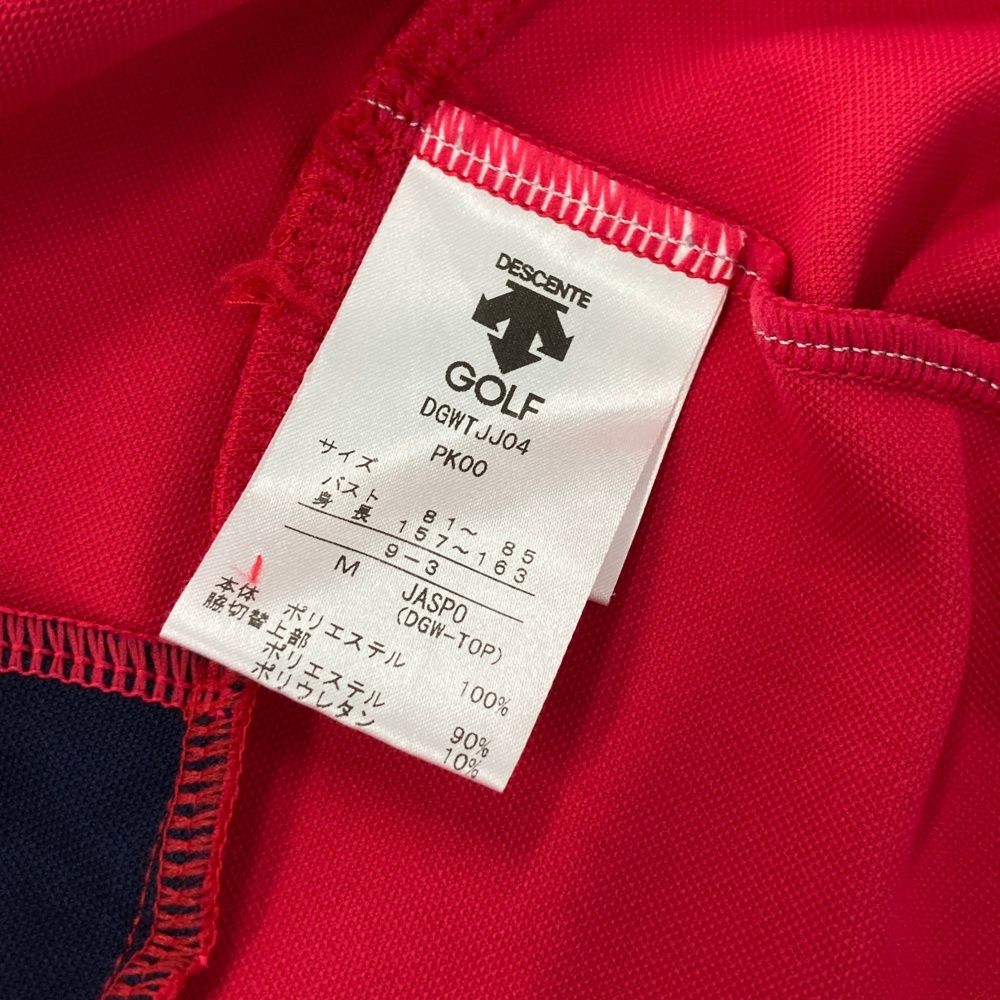 DESCENTE
GOLF
DGWTJJ04
PK00
サイズ
バスト 81～ 85
身長 157～163
9-3
M JASPO
(DGW-TOP)
本体 ポリエステル 100%
脇切替上部
ポリエステル 90%
ポリウレタン 10%